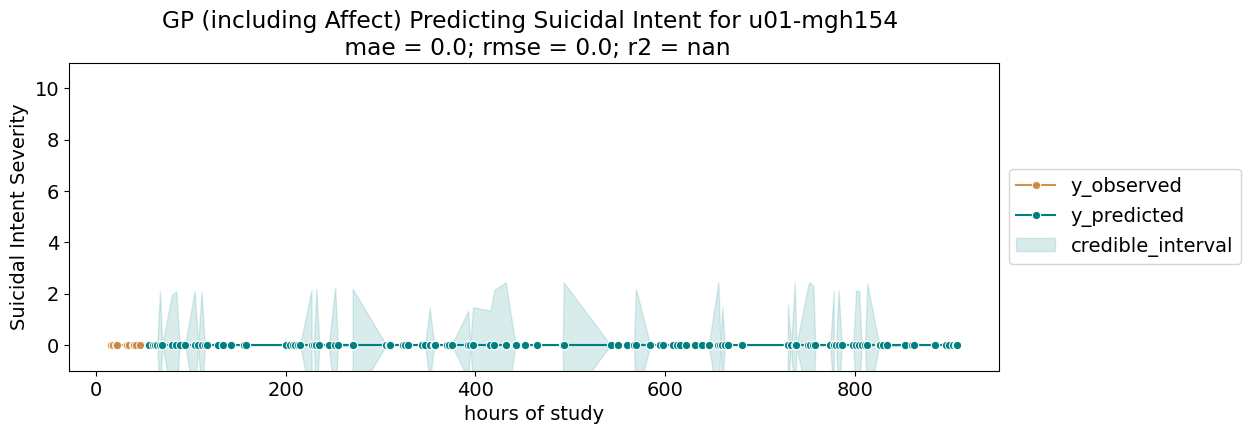 GP (including Affect) Predicting Suicidal Intent for u01-mgh154
mae = 0.0; rmse = 0.0; r2 = nan
Suicidal Intent Severity
10
8
6
4
2
0
0
200
400
600
800
hours of study
y_observed
y_predicted
credible_interval